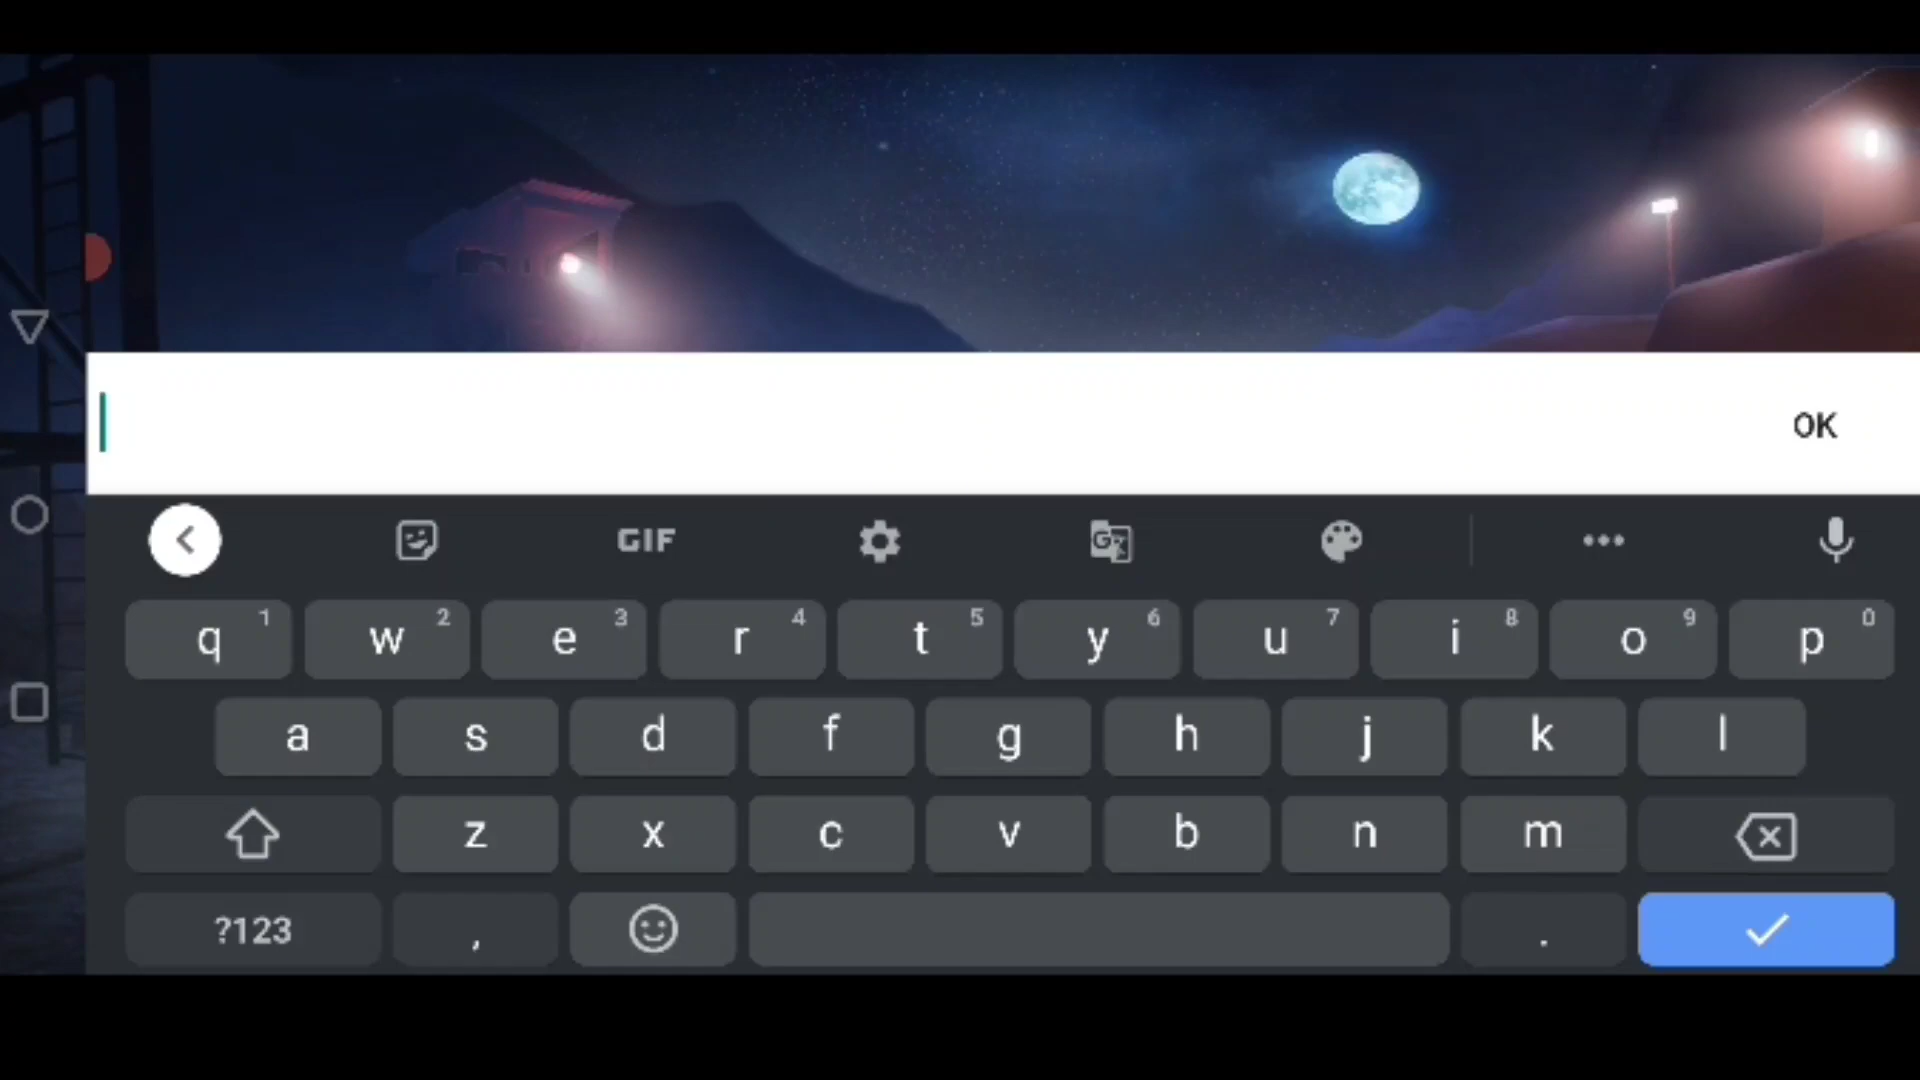 OK
GIF
q 1 w 2 e 3 r 4 t 5 y 6 u 7 i 8 o 9 p 0
a s d f g h j k l
z x c v b n m
?123 , .